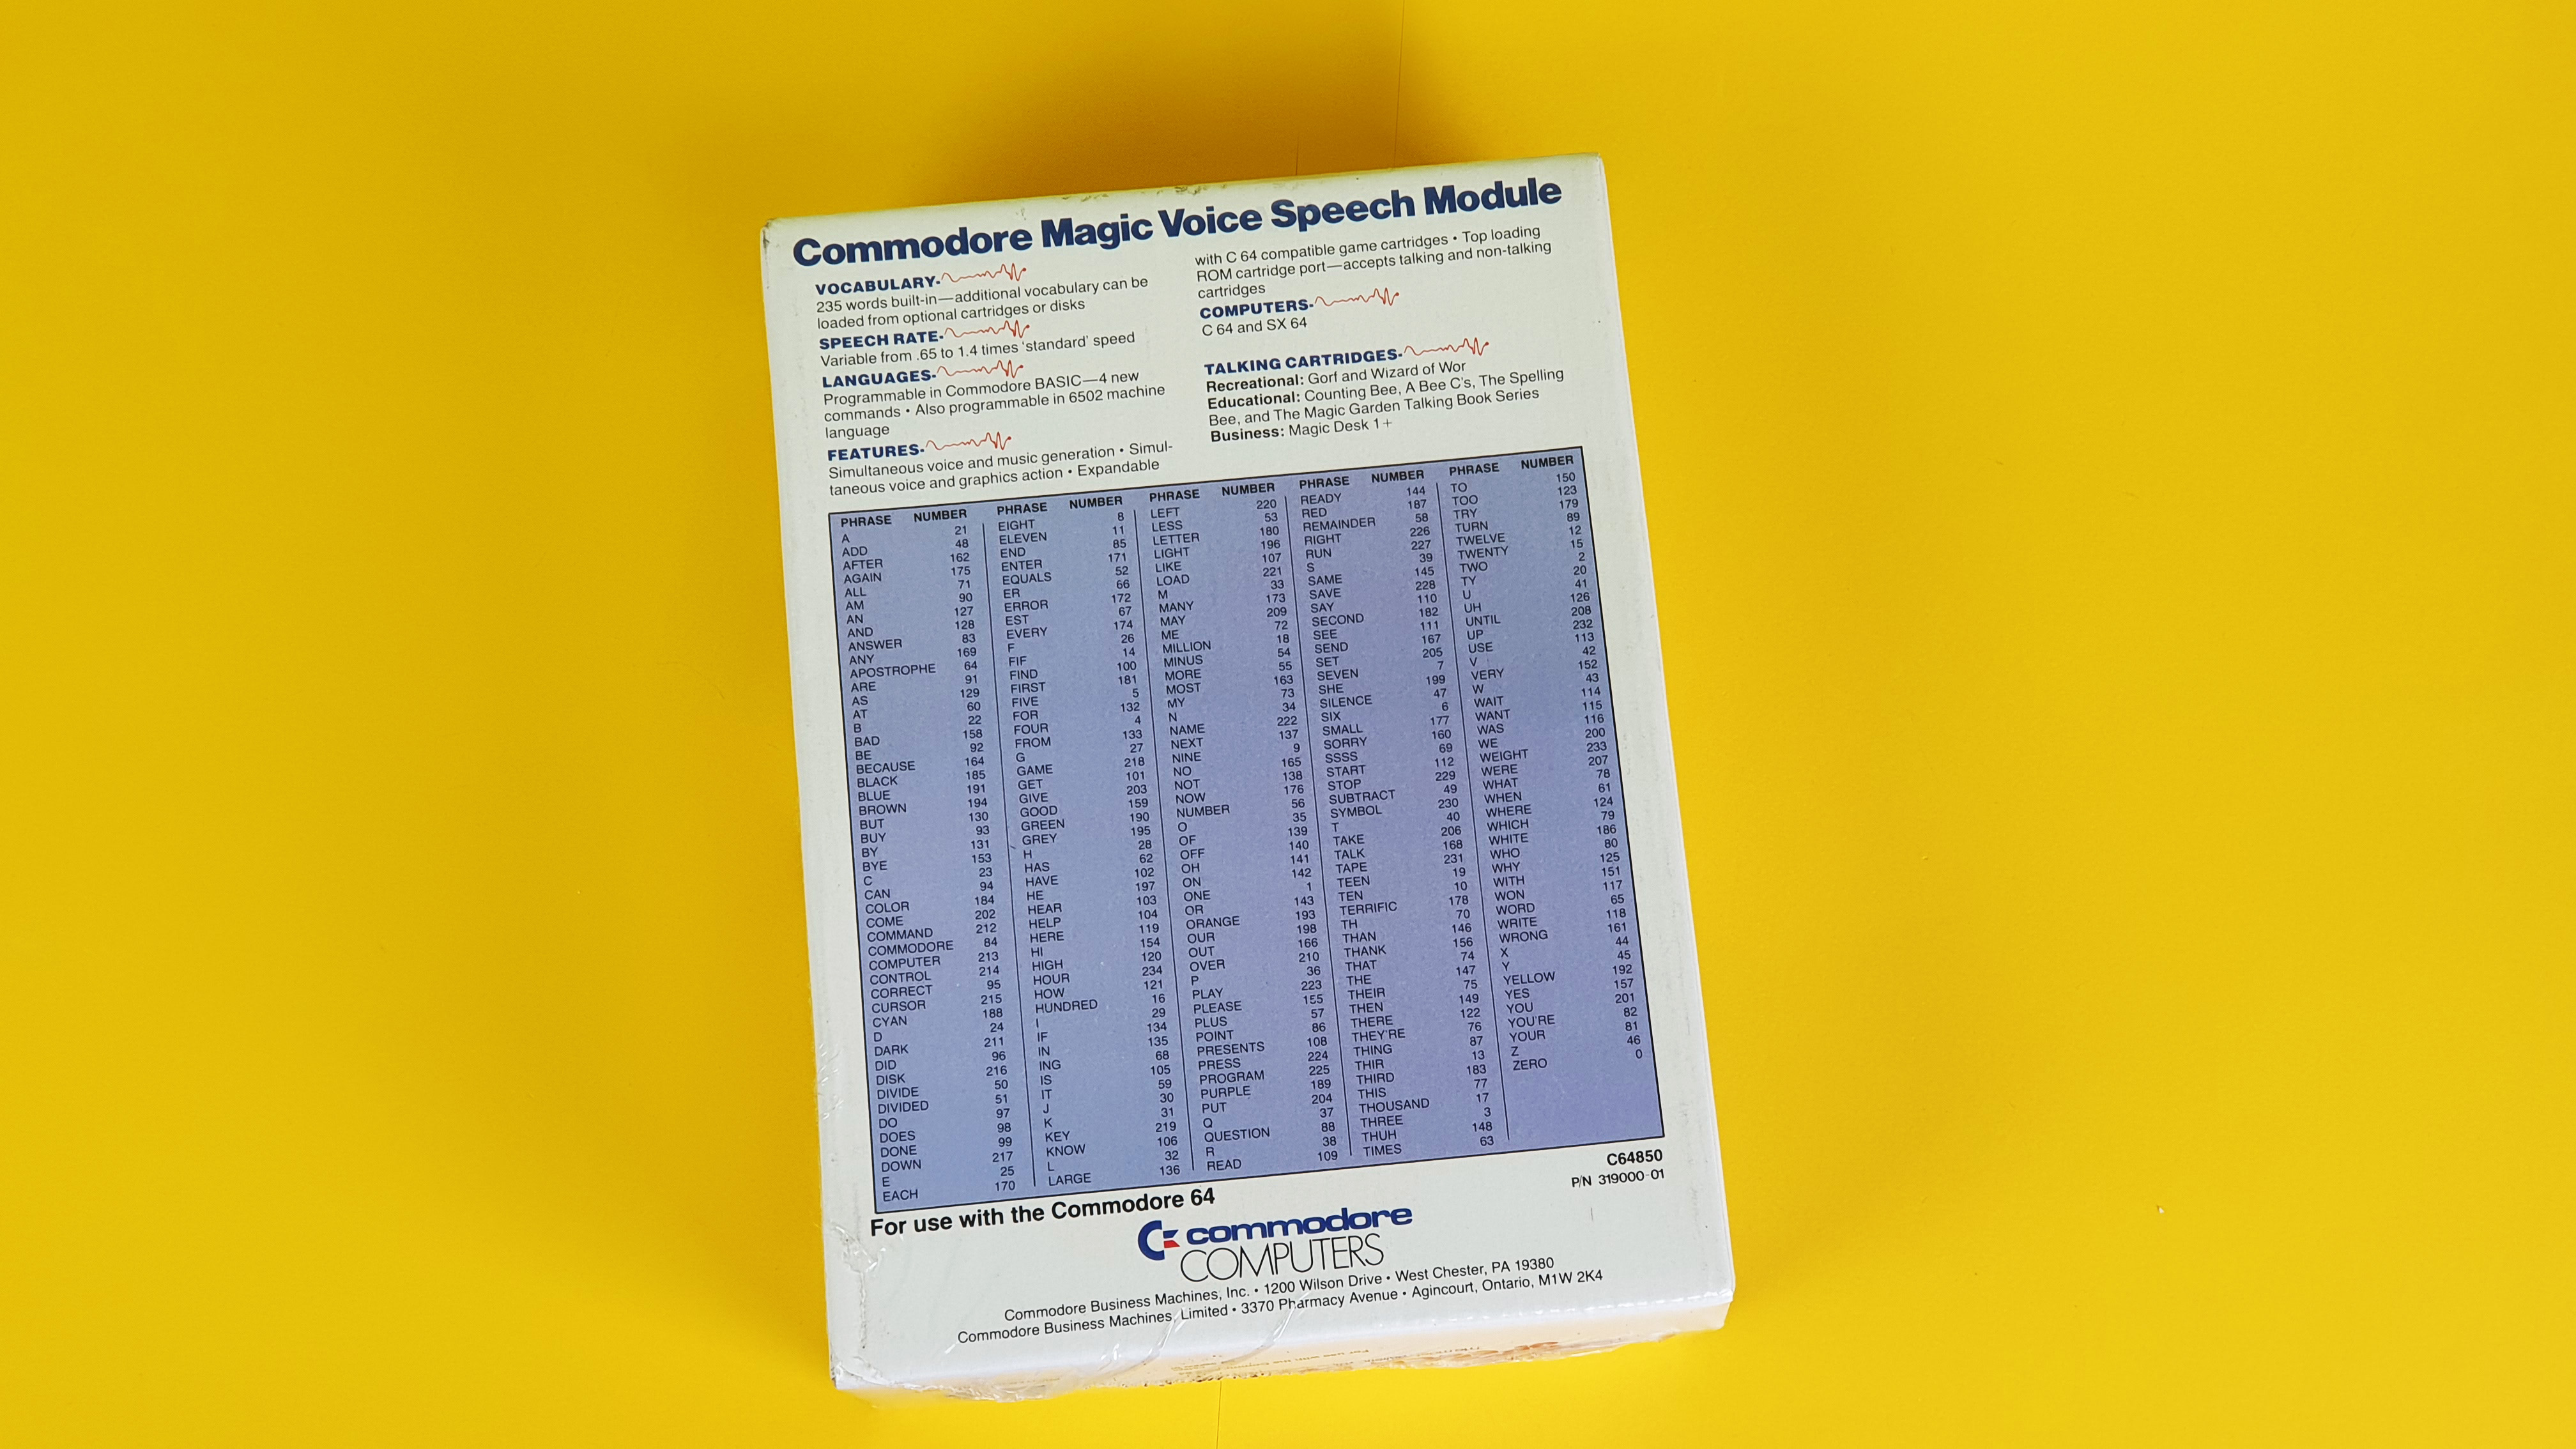 Commodore Magic Voice Speech Module
VOCABULARY
235 words built-in—additional vocabulary can be
loaded from optional cartridges or disks
SPEECH RATE
Variable from .65 to 1.4 times 'standard' speed
LANGUAGES
Programmable in Commodore BASIC—4 new
commands • Also programmable in 6502 machine
language
FEATURES
Simultaneous voice and music generation • Simul-
taneous voice and graphics action • Expandable
with C 64 compatible game cartridges • Top loading
ROM cartridge port—accepts talking and non-talking
cartridges
COMPUTERS
C 64 and SX 64
TALKING CARTRIDGES
Recreational: Gorf and Wizard of Wor
Educational: Counting Bee, A Bee C's, The Spelling
Bee, and The Magic Garden Talking Book Series
Business: Magic Desk 1+
PHRASE NUMBER
A 21
ADD 48
AFTER 162
AGAIN 175
ALL 71
AM 90
AN 127
AND 128
ANSWER 83
ANY 169
APOSTROPHE 64
ARE 91
AS 129
AT 60
B 22
BAD 158
BE 92
BECAUSE 164
BLACK 185
BLUE 191
BROWN 194
BUT 130
BUY 93
BY 131
BYE 153
C 23
CAN 94
COLOR 184
COME 202
COMMAND 212
COMMODORE 84
COMPUTER 213
CONTROL 214
CORRECT 95
CURSOR 215
CYAN 188
D 24
DARK 211
DID 96
DISK 216
DIVIDE 50
DIVIDED 51
DO 97
DOES 98
DONE 99
DOWN 217
E 25
EACH 170
PHRASE NUMBER
EIGHT 8
ELEVEN 11
END 85
ENTER 171
EQUALS 52
ER 66
ERROR 172
EST 67
EVERY 174
F 26
FIF 14
FIND 100
FIRST 181
FIVE 5
FOR 132
FOUR 4
FROM 133
G 27
GAME 218
GET 101
GIVE 203
GOOD 159
GREEN 190
GREY 195
H 28
HAS 62
HAVE 102
HE 197
HEAR 103
HELP 104
HERE 119
HI 154
HIGH 120
HOUR 234
HOW 121
HUNDRED 16
I 29
IF 134
IN 135
ING 68
IS 105
IT 59
J 30
K 31
KEY 219
KNOW 106
L 32
LARGE 136
PHRASE NUMBER
LEFT 220
LESS 53
LETTER 180
LIGHT 196
LIKE 107
LOAD 221
M 33
MANY 173
MAY 209
ME 72
MILLION 18
MINUS 54
MORE 55
MOST 163
MY 73
N 34
NAME 222
NEXT 137
NINE 9
NO 165
NOT 138
NOW 176
NUMBER 56
O 35
OF 139
OFF 140
OH 141
ON 142
ONE 1
OR 143
ORANGE 193
OUR 198
OUT 166
OVER 210
P 36
PLAY 223
PLEASE 155
PLUS 57
POINT 86
PRESENTS 108
PRESS 224
PROGRAM 225
PURPLE 189
PUT 204
Q 37
QUESTION 88
R 38
READ 109
PHRASE NUMBER
READY 144
RED 187
REMAINDER 58
RIGHT 226
RUN 227
S 39
SAME 145
SAVE 228
SAY 110
SECOND 182
SEE 111
SEND 167
SET 205
SEVEN 7
SHE 199
SILENCE 47
SIX 6
SMALL 177
SORRY 160
SSSS 69
START 112
STOP 229
SUBTRACT 49
SYMBOL 230
T 40
TAKE 206
TALK 168
TAPE 231
TEEN 19
TEN 10
TERRIFIC 178
TH 70
THAN 146
THANK 156
THAT 74
THE 147
THEIR 75
THEN 149
THERE 122
THEY'RE 76
THING 87
THIR 13
THIRD 183
THIS 77
THOUSAND 17
THREE 3
THUH 148
TIMES 63
PHRASE NUMBER
TO 150
TOO 123
TRY 179
TURN 89
TWELVE 12
TWENTY 15
TWO 2
TY 20
U 41
UH 126
UNTIL 208
UP 232
USE 113
V 42
VERY 152
W 43
WAIT 114
WANT 115
WAS 116
WE 200
WEIGHT 233
WERE 207
WHAT 78
WHEN 61
WHERE 124
WHICH 79
WHITE 186
WHO 80
WHY 125
WITH 151
WON 117
WORD 65
WRITE 118
WRONG 161
X 44
Y 45
YELLOW 192
YES 157
YOU 201
YOU'RE 82
YOUR 81
Z 46
ZERO 0
C64850
P/N 319000-01
For use with the Commodore 64
commodore
COMPUTERS
Commodore Business Machines, Inc. • 1200 Wilson Drive • West Chester, PA 19380
Commodore Business Machines, Limited • 3370 Pharmacy Avenue • Agincourt, Ontario, M1W 2K4